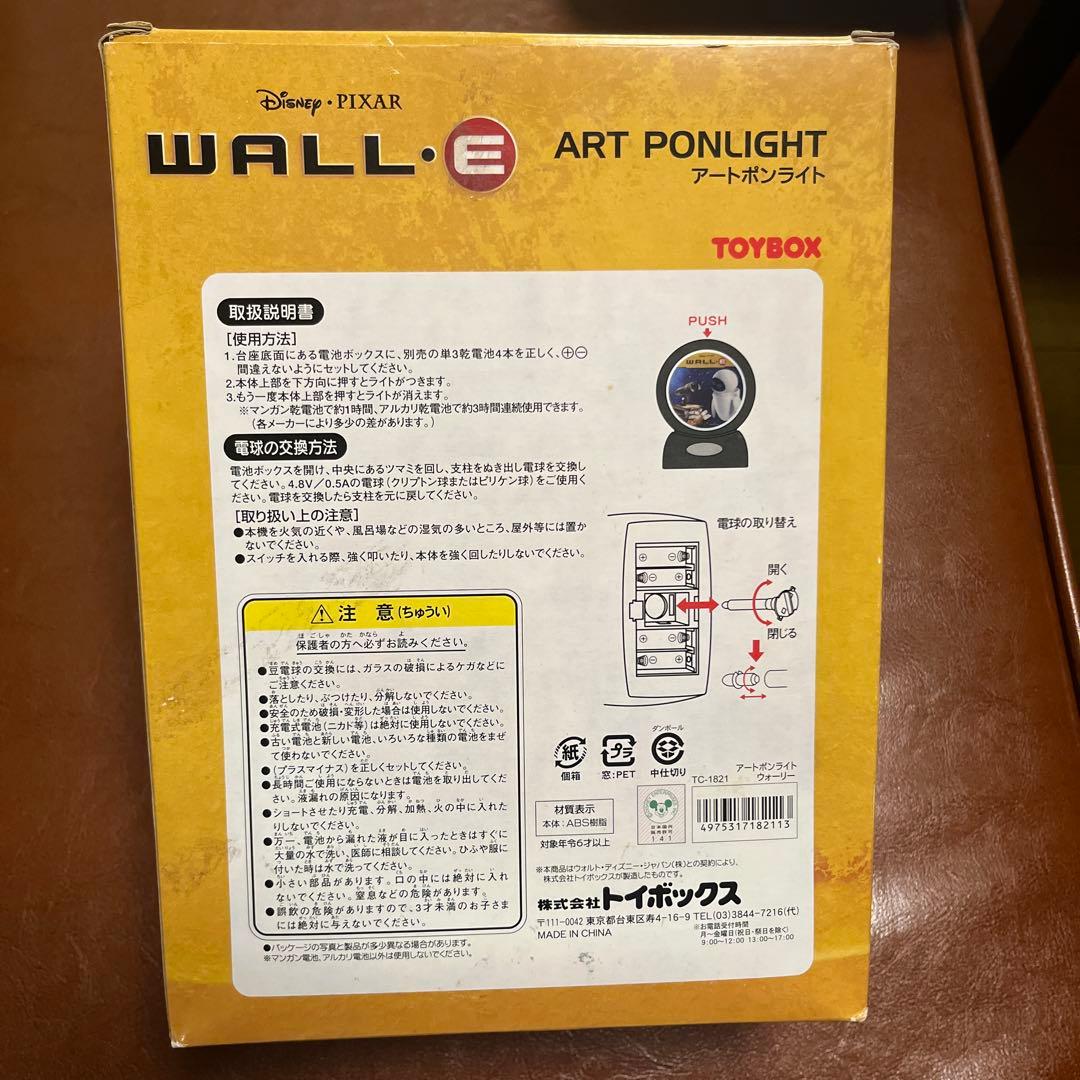 DISNEY・PIXAR
WALL・E
ART PONLIGHT
アートポンライト
TOYBOX
取扱説明書
［使用方法］
1.台座底面にある電池ボックスに、別売の単3乾電池4本を正しく、⊕⊖
間違えないようにセットしてください。
2.本体上部を下方向に押すとライトがつきます。
3.もう一度本体上部を押すとライトが消えます。
※マンガン乾電池で約1時間、アルカリ乾電池で約3時間連続使用できます。
（各メーカーにより多少の差があります。）
PUSH
WALL・E
電球の交換方法
電池ボックスを開け、中央にあるツマミを回し、支柱をぬき出し電球を交換し
てください。4.8V／0.5Aの電球（クリプトン球またはビリケン球）をご使用く
ださい。電球を交換したら支柱を元に戻してください。
［取り扱い上の注意］
●本機を火気の近くや、風呂場などの湿気の多いところ、屋外等には置か
ないでください。
●スイッチを入れる際、強く叩いたり、本体を強く回したりしないでください。
電球の取り替え
開く
閉じる
⚠注 意（ちゅうい）
保護者の方へ必ずお読みください。
●豆電球の交換には、ガラスの破損によるケガなどに
ご注意ください。
●落としたり、ぶつけたり、分解しないでください。
●安全のため破損・変形した場合は使用しないでください。
●充電式電池（ニカド等）は絶対に使用しないでください。
●古い電池と新しい電池、いろいろな種類の電池をまぜ
て使わないでください。
●（プラスマイナス）を正しくセットしてください。
●長時間ご使用にならないときは電池を取り出してくだ
さい。液漏れの原因になります。
●ショートさせたり充電、分解、加熱、火の中に入れた
りしないでください。
●万一、電池から漏れた液が目に入ったときはすぐに
大量の水で洗い、医師に相談してください。ひふや服に
付いた時は水で洗ってください。
●小さい部品があります。口の中には絶対に入れ
ないでください。窒息などの危険があります。
●誤飲の危険がありますので、3才未満のお子さま
には絶対に与えないでください。
●パッケージの写真と製品が多少異なる場合があります。
※マンガン電池、アルカリ電池以外は使用しないでください。
紙
個箱
プラ
窓:PET
ダンボール
中仕切り
TC-1821
アートポンライト
ウォーリー
材質表示
本体：ABS樹脂
対象年令6才以上
日本国内
販売許可
141
4975317182113
※本商品はウォルト・ディズニー・ジャパン（株）との契約により、
株式会社トイボックスが製造したものです。
株式会社トイボックス
〒111-0042 東京都台東区寿4-16-9 TEL(03)3844-7216(代)
MADE IN CHINA
※お電話受付時間
月〜金曜日(祝日・祭日を除く)
9:00〜12:00 13:00〜17:00